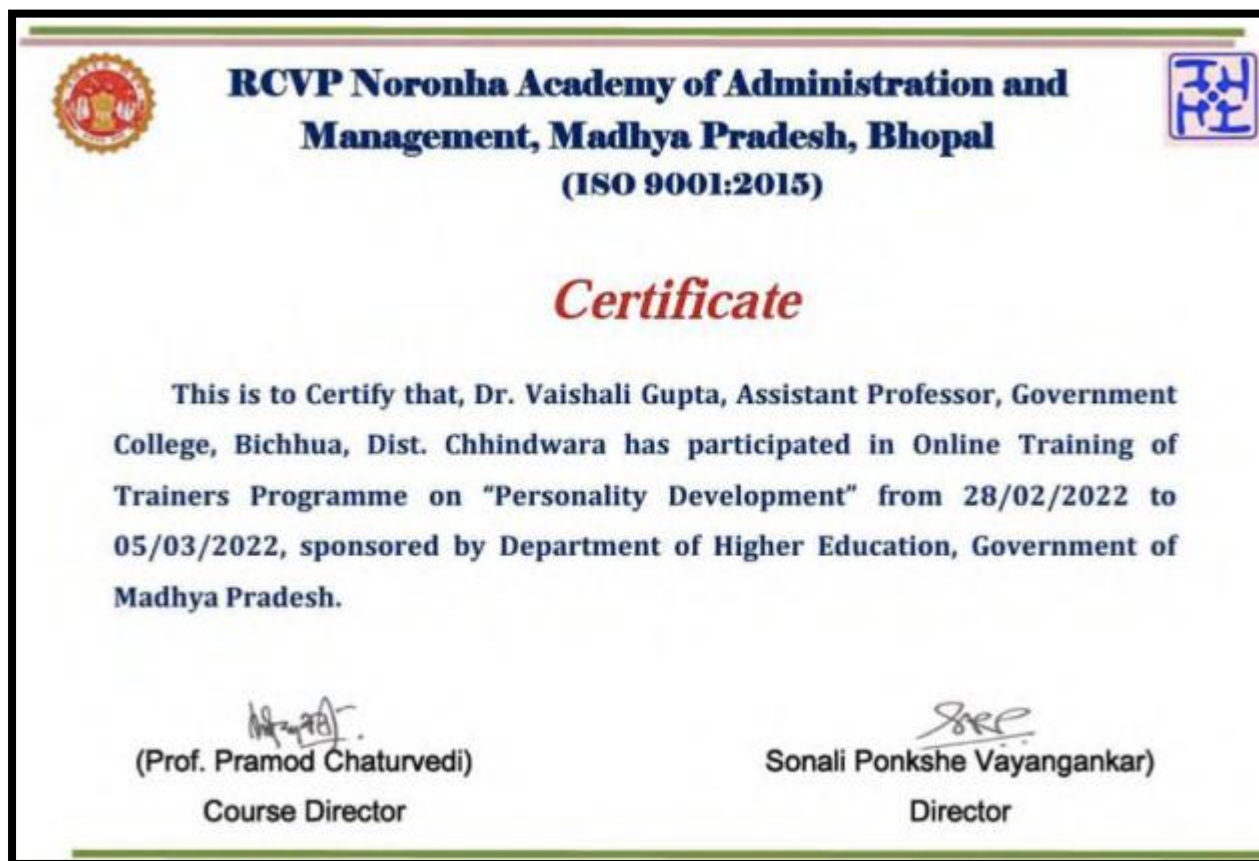 RCVP Noronha Academy of Administration and
Management, Madhya Pradesh, Bhopal
(ISO 9001:2015)
Certificate
This is to Certify that, Dr. Vaishali Gupta, Assistant Professor, Government
College, Bichhua, Dist. Chhindwara has participated in Online Training of
Trainers Programme on “Personality Development” from 28/02/2022 to
05/03/2022, sponsored by Department of Higher Education, Government of
Madhya Pradesh.
(Prof. Pramod Chaturvedi)
Course Director
Sonali Ponkshe Vayangankar)
Director